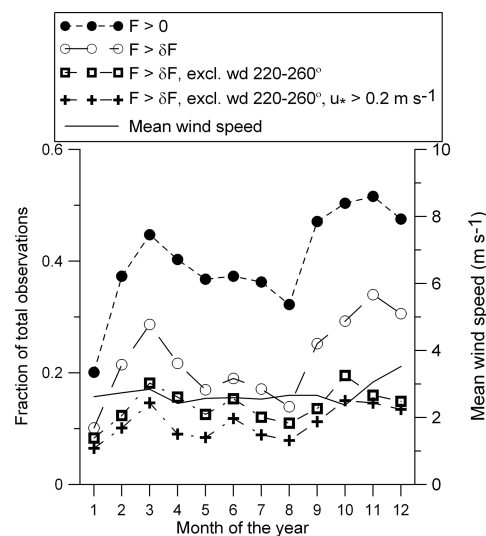 F > 0
F > δF
F > δF, excl. wd 220-260º
F > δF, excl. wd 220-260º, u* > 0.2 m s-1
Mean wind speed
0.6
0.4
0.2
0
Fraction of total observations
10
8
6
4
2
0
Mean wind speed (m s-1)
1 2 3 4 5 6 7 8 9 10 11 12
Month of the year